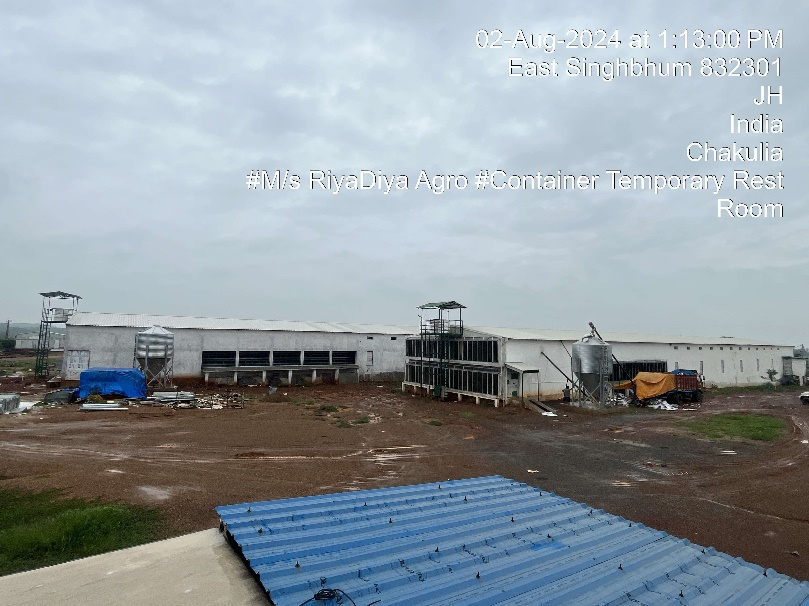 02-Aug-2024 at 1:13:00 PM
East Singhbhum 832301
JH
India
Chakulia
#M/s RiyaDiya Agro #Container Temporary Rest
Room